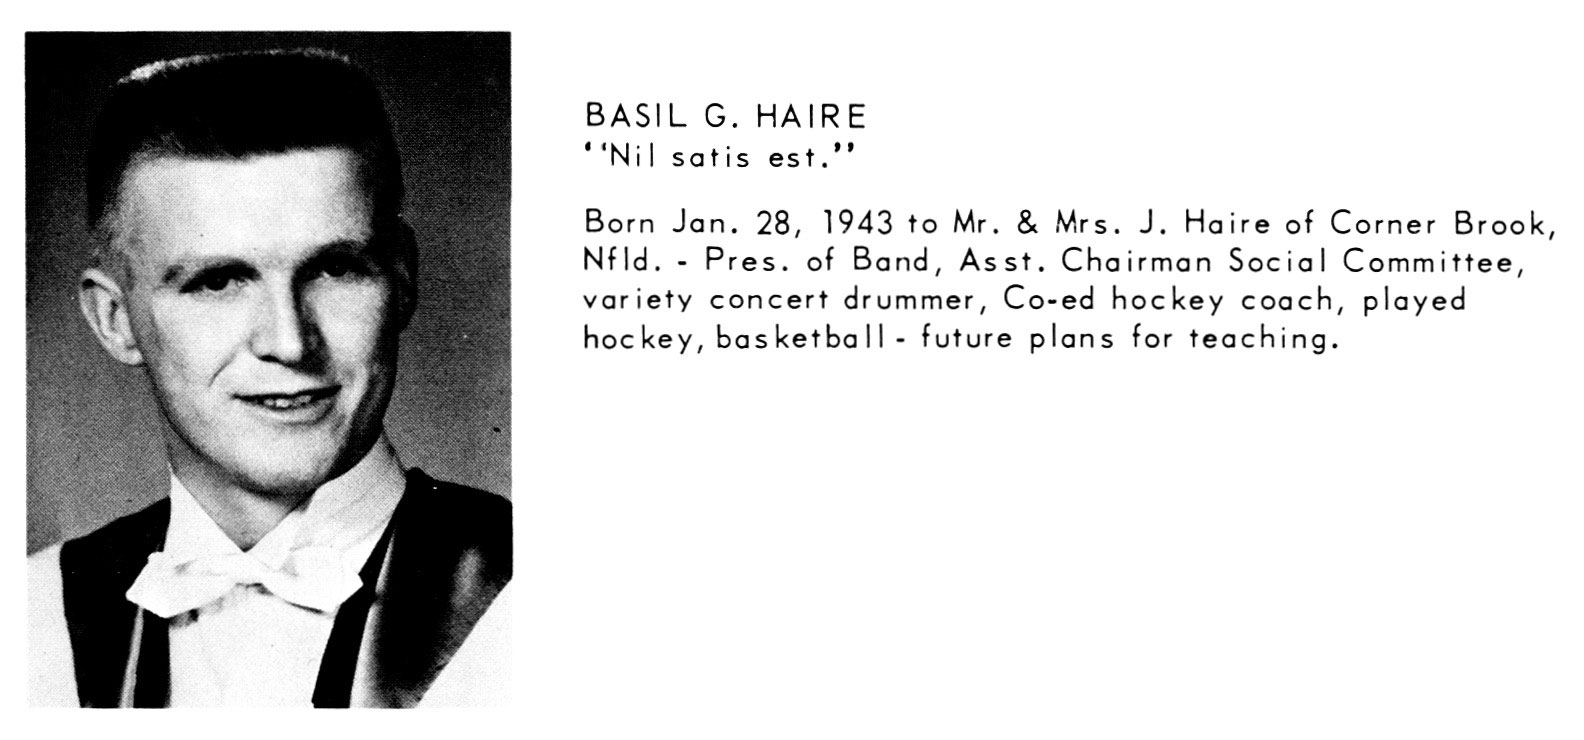 BASIL G. HAIRE
"Nil satis est."
Born Jan. 28, 1943 to Mr. & Mrs. J. Haire of Corner Brook,
Nfld. - Pres. of Band, Asst. Chairman Social Committee,
variety concert drummer, Co-ed hockey coach, played
hockey, basketball - future plans for teaching.